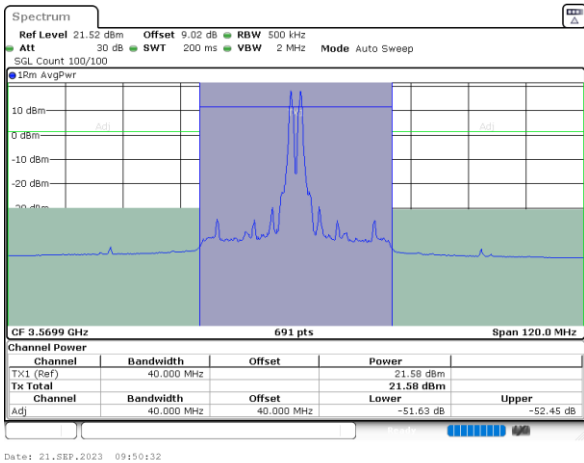 Spectrum
Ref Level 21.52 dBm Offset 9.02 dB RBW 500 kHz
Att 30 dB SWT 200 ms VBW 2 MHz Mode Auto Sweep
SGL Count 100/100
1Rm AvgPwr
10 dBm
Adj Adj
0 dBm
-10 dBm
-20 dBm
-30 dBm
CF 3.5699 GHz 691 pts Span 120.0 MHz
Channel Power
Channel Bandwidth Offset Power
TX1 (Ref) 40.000 MHz 21.58 dBm
Tx Total 21.58 dBm
Channel Bandwidth Offset Lower Upper
Adj 40.000 MHz 40.000 MHz -51.63 dB -52.45 dB
Ready
Date: 21.SEP.2023 09:50:32